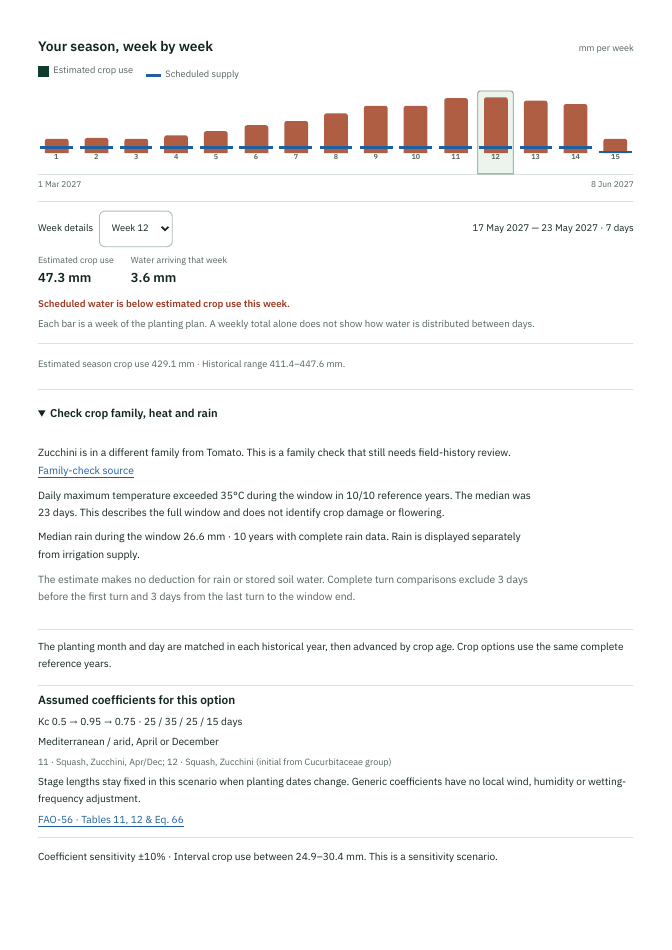 Your season, week by week
mm per week
Estimated crop use
Scheduled supply
1 2 3 4 5 6 7 8 9 10 11 12 13 14 15
1 Mar 2027
8 Jun 2027
Week details
Week 12
17 May 2027 — 23 May 2027 · 7 days
Estimated crop use
Water arriving that week
47.3 mm
3.6 mm
Scheduled water is below estimated crop use this week.
Each bar is a week of the planting plan. A weekly total alone does not show how water is distributed between days.
Estimated season crop use 429.1 mm · Historical range 411.4–447.6 mm.
Check crop family, heat and rain
Zucchini is in a different family from Tomato. This is a family check that still needs field-history review.
Family-check source
Daily maximum temperature exceeded 35°C during the window in 10/10 reference years. The median was
23 days. This describes the full window and does not identify crop damage or flowering.
Median rain during the window 26.6 mm · 10 years with complete rain data. Rain is displayed separately
from irrigation supply.
The estimate makes no deduction for rain or stored soil water. Complete turn comparisons exclude 3 days
before the first turn and 3 days from the last turn to the window end.
The planting month and day are matched in each historical year, then advanced by crop age. Crop options use the same complete
reference years.
Assumed coefficients for this option
Kc 0.5 → 0.95 → 0.75 · 25 / 35 / 25 / 15 days
Mediterranean / arid, April or December
11 · Squash, Zucchini, Apr/Dec; 12 · Squash, Zucchini (initial from Cucurbitaceae group)
Stage lengths stay fixed in this scenario when planting dates change. Generic coefficients have no local wind, humidity or wetting-
frequency adjustment.
FAO-56 · Tables 11, 12 & Eq. 66
Coefficient sensitivity ±10% · Interval crop use between 24.9–30.4 mm. This is a sensitivity scenario.